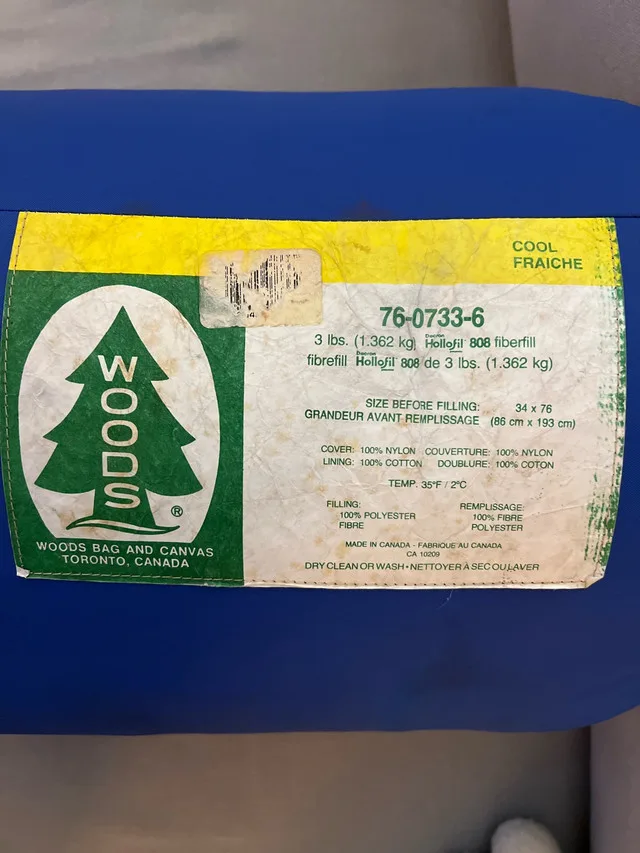 COOL
FRAICHE
76-0733-6
3 lbs. (1.362 kg) Dacron Hollofil 808 fiberfill
fibrefill Dacron Hollofil 808 de 3 lbs. (1.362 kg)
SIZE BEFORE FILLING: 34 x 76
GRANDEUR AVANT REMPLISSAGE (86 cm x 193 cm)
COVER: 100% NYLON COUVERTURE: 100% NYLON
LINING: 100% COTTON DOUBLURE: 100% COTON
TEMP. 35°F / 2°C
FILLING: REMPLISSAGE:
100% POLYESTER 100% FIBRE
FIBRE POLYESTER
MADE IN CANADA - FABRIQUE AU CANADA
CA 10209
DRY CLEAN OR WASH • NETTOYER À SEC OU LAVER
WOODS
®
WOODS BAG AND CANVAS
TORONTO, CANADA